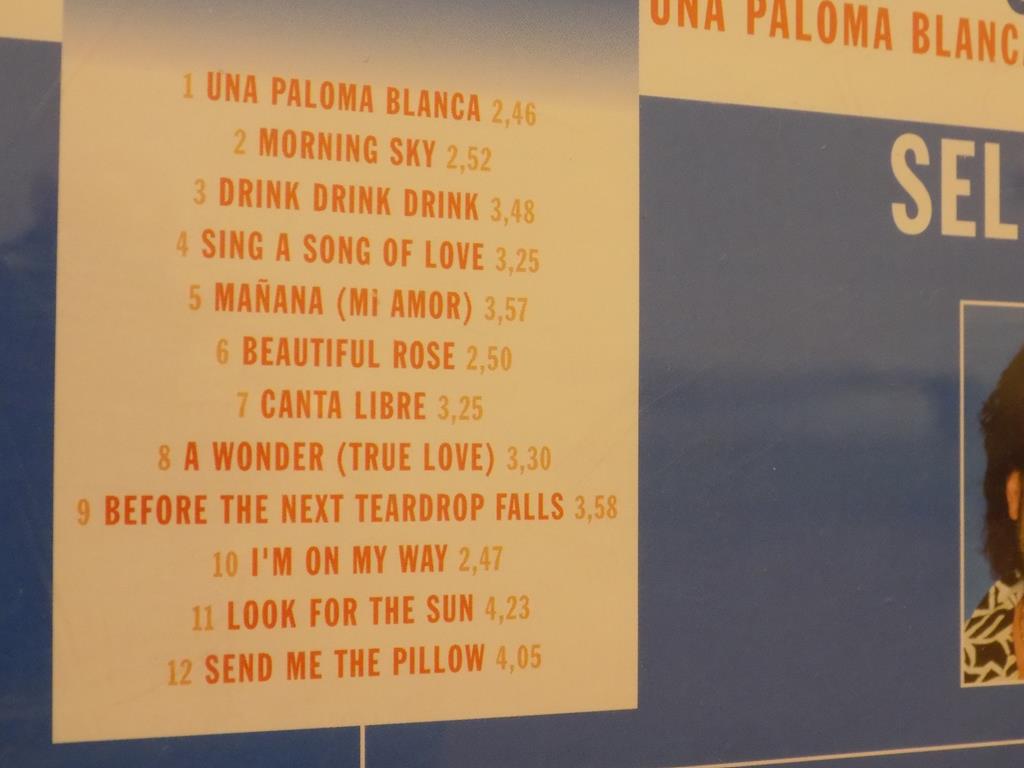 UNA PALOMA BLANC
1 UNA PALOMA BLANCA 2,46
2 MORNING SKY 2,52
3 DRINK DRINK DRINK 3,48
4 SING A SONG OF LOVE 3,25
5 MAÑANA (Mi AMOR) 3,57
6 BEAUTIFUL ROSE 2,50
7 CANTA LIBRE 3,25
8 A WONDER (TRUE LOVE) 3,30
9 BEFORE THE NEXT TEARDROP FALLS 3,58
10 I'M ON MY WAY 2,47
11 LOOK FOR THE SUN 4,23
12 SEND ME THE PILLOW 4,05
SEL